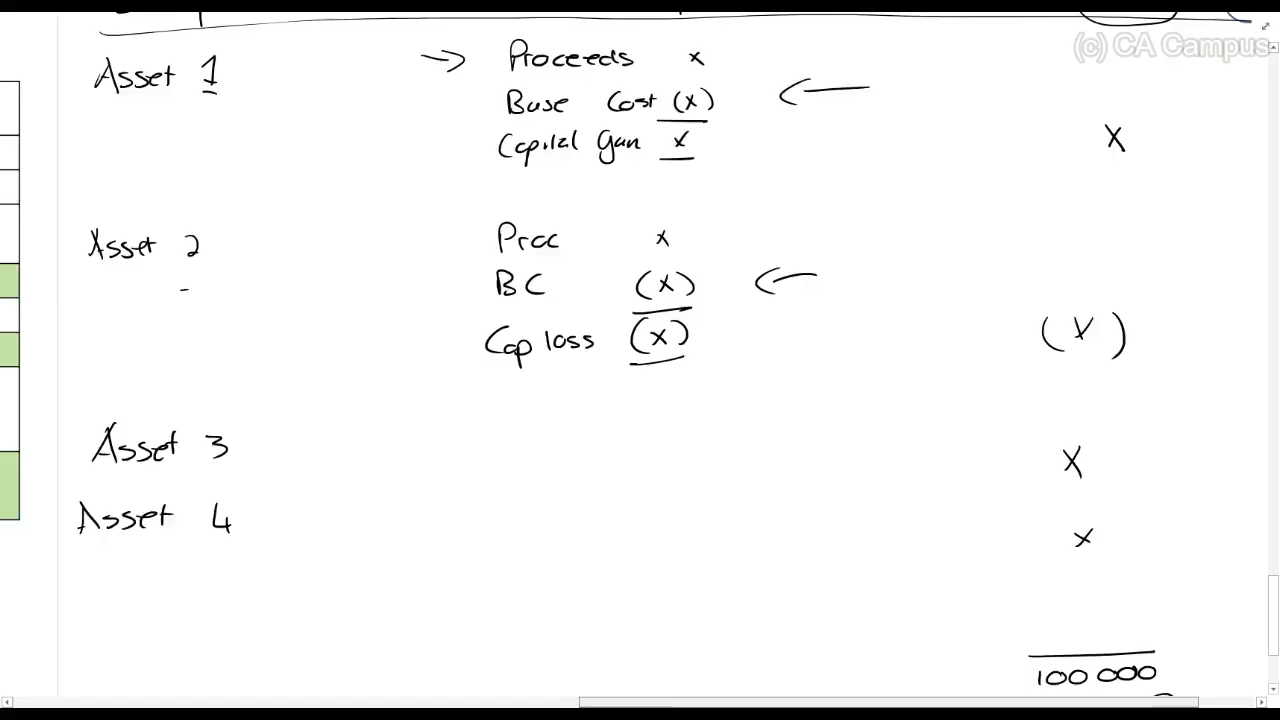 (c) CA Campus
Asset 1
→ Proceeds x
Base Cost (x) ←
Capital Gain x
X
Asset 2
Proc x
BC (x) ←
Cap loss (x)
(X)
Asset 3 X
Asset 4 x
100 000